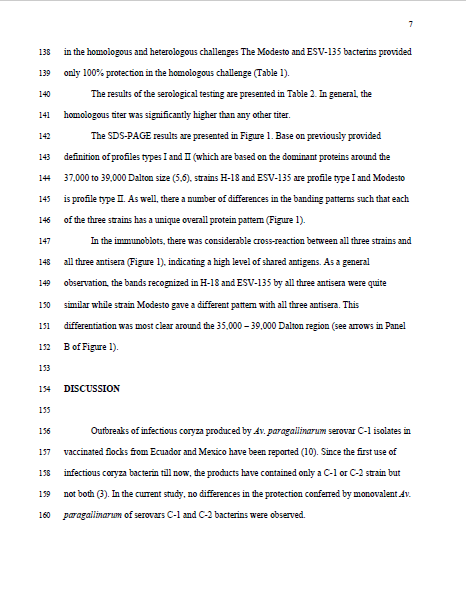 7
138 in the homologous and heterologous challenges The Modesto and ESV-135 bacterins provided
139 only 100% protection in the homologous challenge (Table 1).
140 The results of the serological testing are presented in Table 2. In general, the
141 homologous titer was significantly higher than any other titer.
142 The SDS-PAGE results are presented in Figure 1. Base on previously provided
143 definition of profiles types I and II (which are based on the dominant proteins around the
144 37,000 to 39,000 Dalton size (5,6), strains H-18 and ESV-135 are profile type I and Modesto
145 is profile type II. As well, there a number of differences in the banding patterns such that each
146 of the three strains has a unique overall protein pattern (Figure 1).
147 In the immunoblots, there was considerable cross-reaction between all three strains and
148 all three antisera (Figure 1), indicating a high level of shared antigens. As a general
149 observation, the bands recognized in H-18 and ESV-135 by all three antisera were quite
150 similar while strain Modesto gave a different pattern with all three antisera. This
151 differentiation was most clear around the 35,000 – 39,000 Dalton region (see arrows in Panel
152 B of Figure 1).
153
154 DISCUSSION
155
156 Outbreaks of infectious coryza produced by Av. paragallinarum serovar C-1 isolates in
157 vaccinated flocks from Ecuador and Mexico have been reported (10). Since the first use of
158 infectious coryza bacterin till now, the products have contained only a C-1 or C-2 strain but
159 not both (3). In the current study, no differences in the protection conferred by monovalent Av.
160 paragallinarum of serovars C-1 and C-2 bacterins were observed.